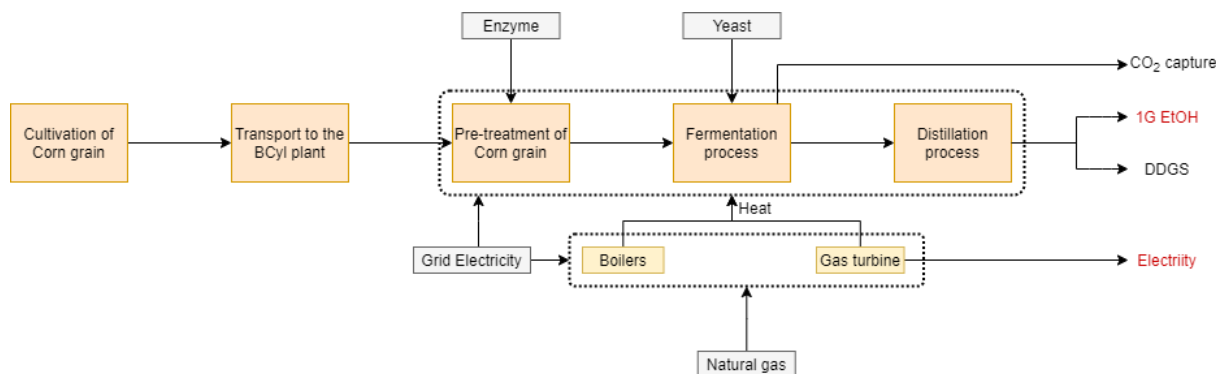 Enzyme
Yeast
CO2 capture
Cultivation of
Corn grain
Transport to the
BCyl plant
Pre-treatment of
Corn grain
Fermentation
process
Distillation
process
1G EtOH
DDGS
Heat
Grid Electricity
Boilers
Gas turbine
Electriity
Natural gas